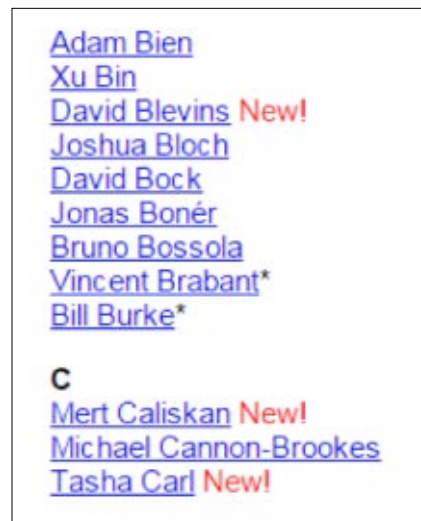 Adam Bien
Xu Bin
David Blevins New!
Joshua Bloch
David Bock
Jonas Bonér
Bruno Bossola
Vincent Brabant*
Bill Burke*
C
Mert Caliskan New!
Michael Cannon-Brookes
Tasha Carl New!